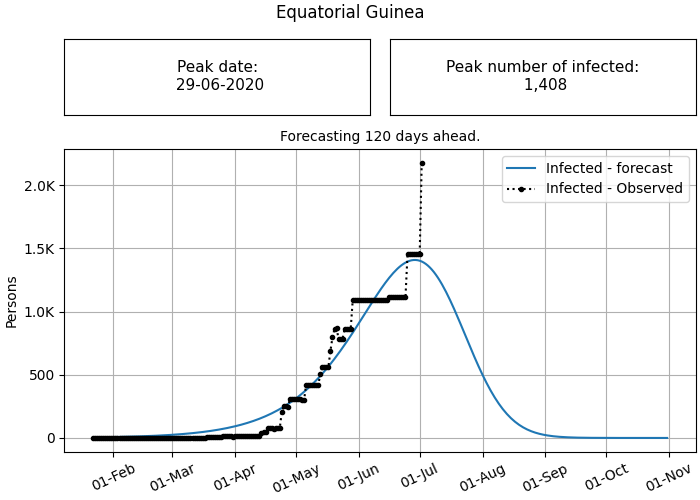 Equatorial Guinea
Peak date:
29-06-2020
Peak number of infected:
1,408
Forecasting 120 days ahead.
Infected - forecast
Infected - Observed
Persons
2.0K
1.5K
1.0K
500
0
01-Feb
01-Mar
01-Apr
01-May
01-Jun
01-Jul
01-Aug
01-Sep
01-Oct
01-Nov